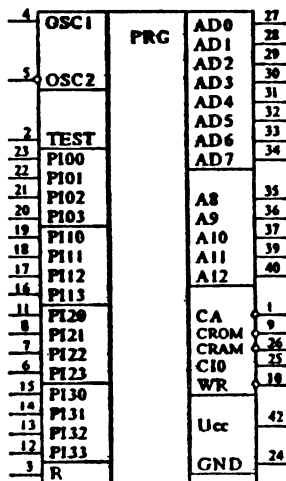 4 OSC1 PRG AD0 27
AD1 28
AD2 29
5 OSC2 AD3 30
AD4 31
AD5 32
2 TEST AD6 33
23 PI00 AD7 34
22 PI01
21 PI02 A8 35
20 PI03 A9 36
19 PI10 A10 37
18 PI11 A11 39
17 PI12 A12 40
16 PI13
11 PI20 CA 1
8 PI21 CROM 9
7 PI22 CRAM 26
6 PI23 CI0 25
15 PI30 WR 10
14 PI31
13 PI32 Ucc 42
12 PI33
3 R GND 24